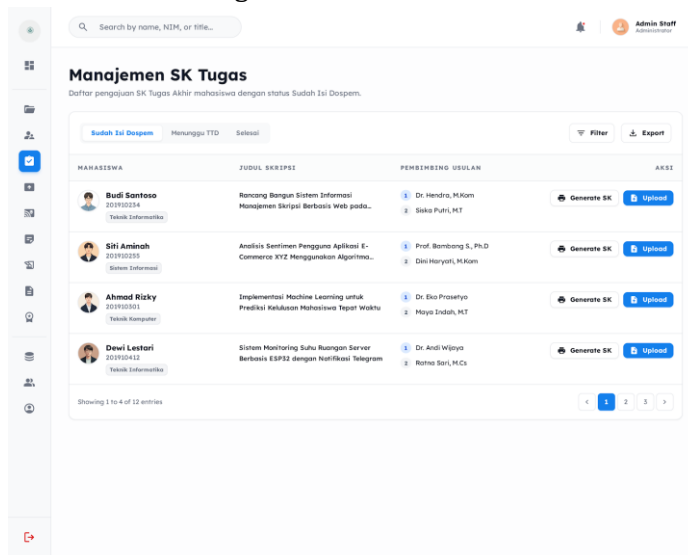 Search by name, NIM, or title...
Admin Staff
Administrator
Manajemen SK Tugas
Daftar pengajuan SK Tugas Akhir mahasiswa dengan status Sudah Isi Dospem.
Sudah Isi Dospem
Menunggu TTD
Selesai
Filter
Export
MAHASISWA
JUDUL SKRIPSI
PEMBIMBING USULAN
AKSI
Budi Santoso
201910234
Teknik Informatika
Rancang Bangun Sistem Informasi
Manajemen Skripsi Berbasis Web pada...
1 Dr. Hendra, M.Kom
2 Siska Putri, M.T
Generate SK
Upload
Siti Aminah
201910255
Sistem Informasi
Analisis Sentimen Pengguna Aplikasi E-
Commerce XYZ Menggunakan Algoritma...
1 Prof. Bambang S., Ph.D
2 Dini Haryati, M.Kom
Generate SK
Upload
Ahmad Rizky
201910301
Teknik Komputer
Implementasi Machine Learning untuk
Prediksi Kelulusan Mahasiswa Tepat Waktu
1 Dr. Eko Prasetyo
2 Maya Indah, M.T
Generate SK
Upload
Dewi Lestari
201910412
Teknik Informatika
Sistem Monitoring Suhu Ruangan Server
Berbasis ESP32 dengan Notifikasi Telegram
1 Dr. Andi Wijaya
2 Ratna Sari, M.Cs
Generate SK
Upload
Showing 1 to 4 of 12 entries
< 1 2 3 >